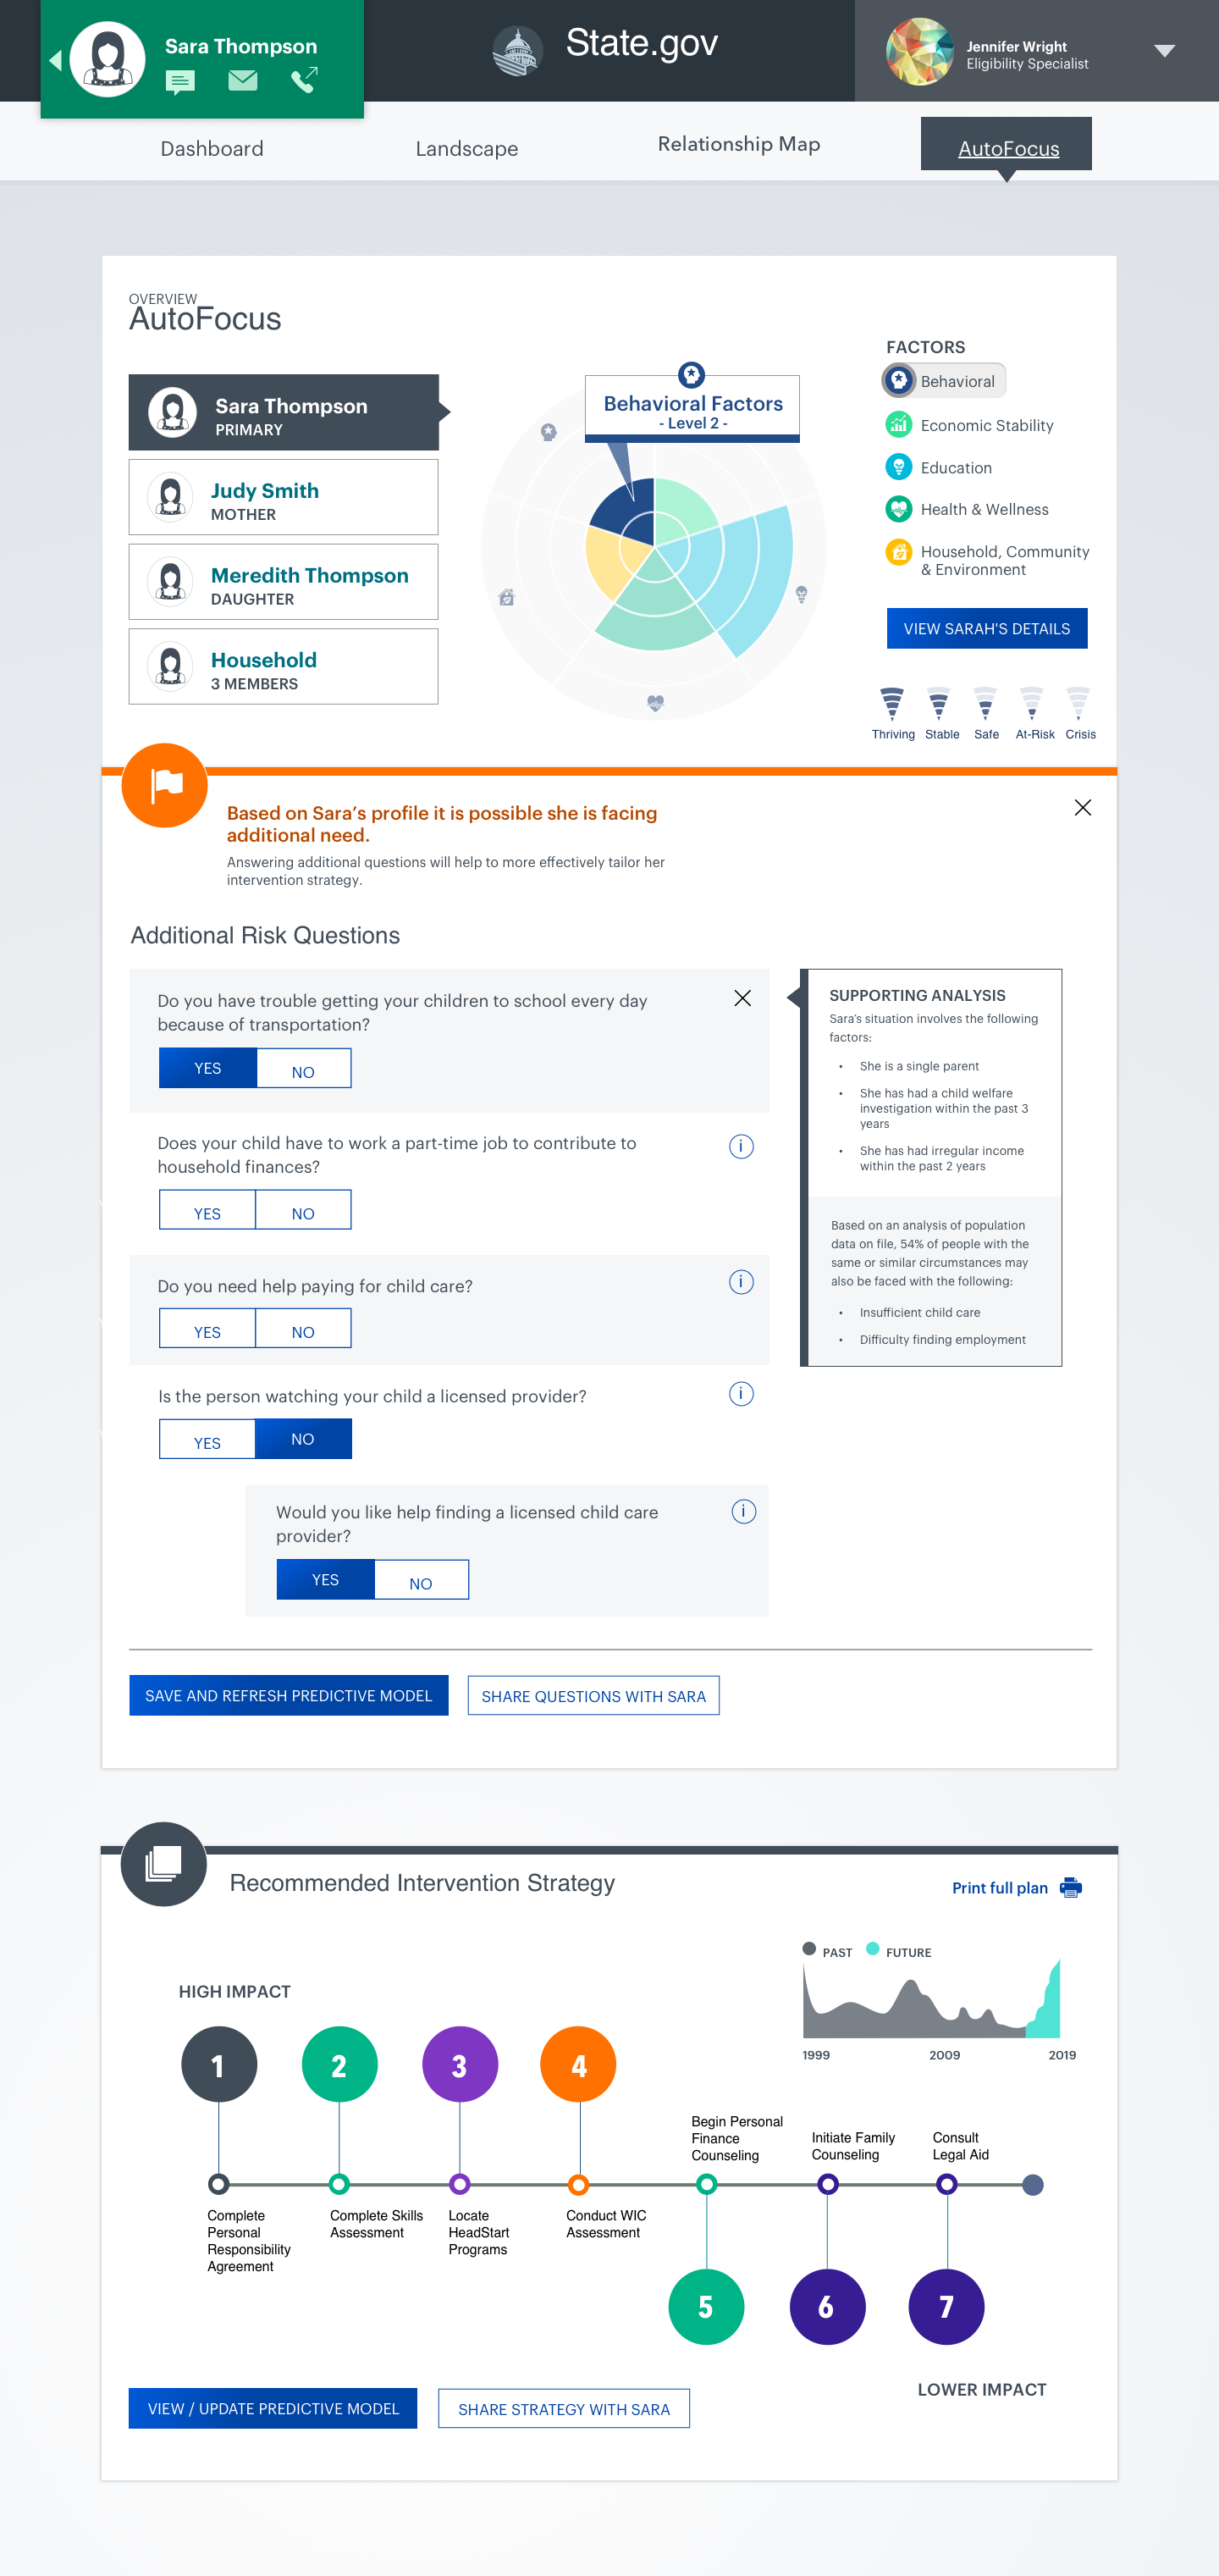 Sara Thompson
State.gov
Jennifer Wright
Eligibility Specialist
Dashboard
Landscape
Relationship Map
AutoFocus
OVERVIEW
AutoFocus
Sara Thompson
PRIMARY
Judy Smith
MOTHER
Meredith Thompson
DAUGHTER
Household
3 MEMBERS
Behavioral Factors
- Level 2 -
FACTORS
Behavioral
Economic Stability
Education
Health & Wellness
Household, Community
& Environment
VIEW SARAH'S DETAILS
Thriving
Stable
Safe
At-Risk
Crisis
Based on Sara’s profile it is possible she is facing
additional need.
Answering additional questions will help to more effectively tailor her
intervention strategy.
Additional Risk Questions
Do you have trouble getting your children to school every day
because of transportation?
YES
NO
Does your child have to work a part-time job to contribute to
household finances?
YES
NO
Do you need help paying for child care?
YES
NO
Is the person watching your child a licensed provider?
YES
NO
Would you like help finding a licensed child care
provider?
YES
NO
SUPPORTING ANALYSIS
Sara’s situation involves the following
factors:
• She is a single parent
• She has had a child welfare
investigation within the past 3
years
• She has had irregular income
within the past 2 years
Based on an analysis of population
data on file, 54% of people with the
same or similar circumstances may
also be faced with the following:
• Insufficient child care
• Difficulty finding employment
SAVE AND REFRESH PREDICTIVE MODEL
SHARE QUESTIONS WITH SARA
Recommended Intervention Strategy
Print full plan
PAST
FUTURE
1999
2009
2019
HIGH IMPACT
1
2
3
4
Complete
Personal
Responsibility
Agreement
Complete Skills
Assessment
Locate
HeadStart
Programs
Conduct WIC
Assessment
Begin Personal
Finance
Counseling
Initiate Family
Counseling
Consult
Legal Aid
5
6
7
LOWER IMPACT
VIEW / UPDATE PREDICTIVE MODEL
SHARE STRATEGY WITH SARA